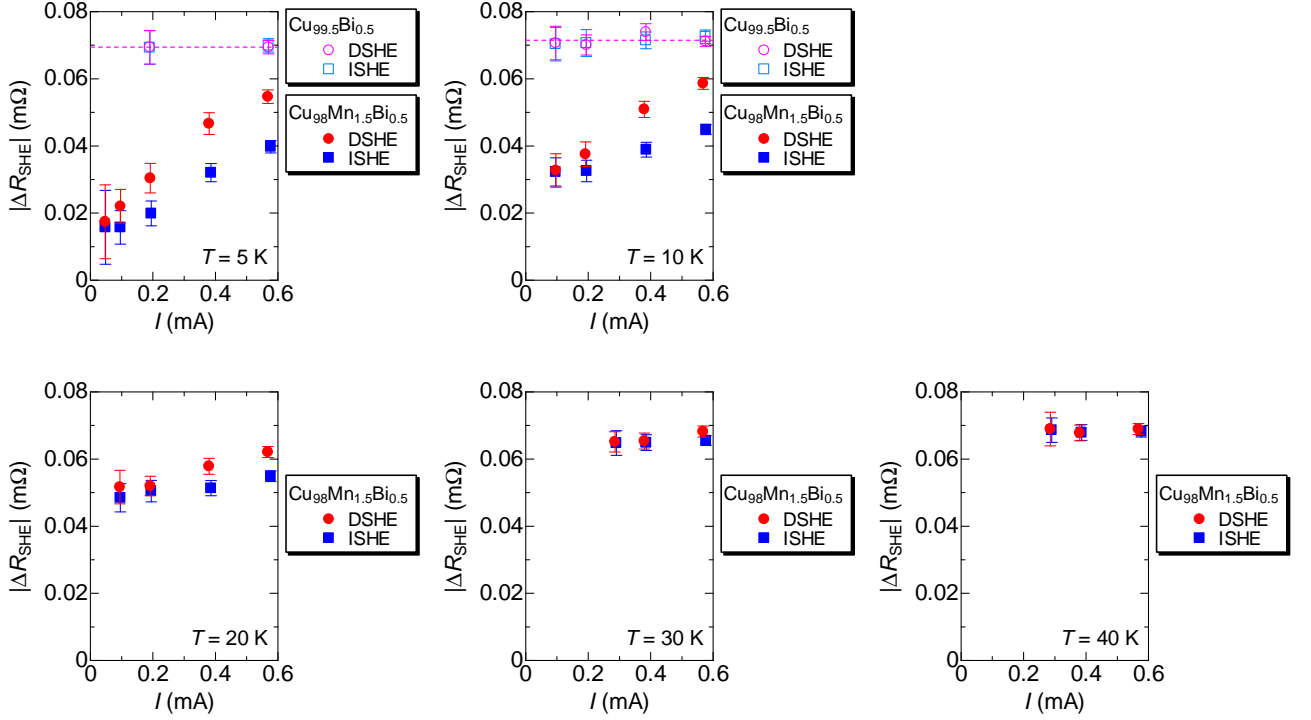 Cu99.5Bi0.5
DSHE
ISHE
Cu98Mn1.5Bi0.5
DSHE
ISHE
|ΔRSHE| (mΩ)
0.08
0.06
0.04
0.02
0
T = 5 K
0 0.2 0.4 0.6
I (mA)
Cu99.5Bi0.5
DSHE
ISHE
Cu98Mn1.5Bi0.5
DSHE
ISHE
|ΔRSHE| (mΩ)
0.08
0.06
0.04
0.02
0
T = 10 K
0 0.2 0.4 0.6
I (mA)
|ΔRSHE| (mΩ)
0.08
0.06
0.04
0.02
0
T = 20 K
0 0.2 0.4 0.6
I (mA)
Cu98Mn1.5Bi0.5
DSHE
ISHE
|ΔRSHE| (mΩ)
0.08
0.06
0.04
0.02
0
T = 30 K
0 0.2 0.4 0.6
I (mA)
Cu98Mn1.5Bi0.5
DSHE
ISHE
|ΔRSHE| (mΩ)
0.08
0.06
0.04
0.02
0
T = 40 K
0 0.2 0.4 0.6
I (mA)
Cu98Mn1.5Bi0.5
DSHE
ISHE